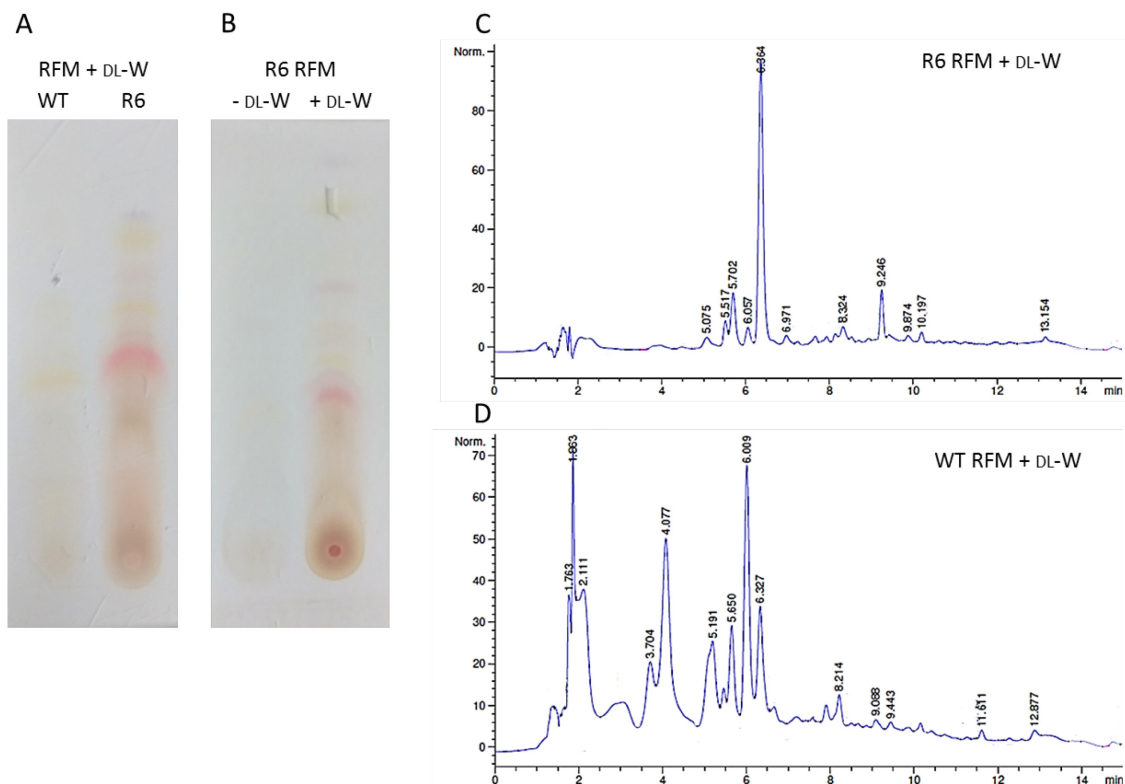 A
RFM + DL-W
WT R6
B
R6 RFM
- DL-W + DL-W
C
Norm.
R6 RFM + DL-W
80
60
40
20
0
5.075
5.517
5.702
6.057
6.364
6.971
8.324
9.246
9.874
10.197
13.154
0 2 4 6 8 10 12 14 min
D
Norm.
WT RFM + DL-W
70
60
50
40
30
20
10
0
1.763
1.863
2.111
3.704
4.077
5.191
5.650
6.009
6.327
8.214
9.088
9.443
11.611
12.877
0 2 4 6 8 10 12 14 min